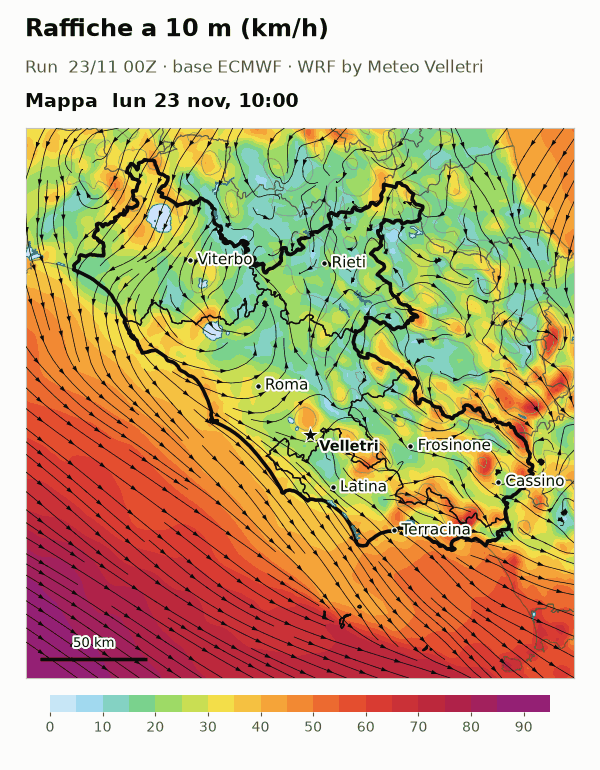 Raffiche a 10 m (km/h)
Run  23/11 00Z · base ECMWF · WRF by Meteo Velletri
Mappa  lun 23 nov, 10:00
Viterbo
Rieti
Roma
Velletri
Frosinone
Cassino
Latina
Terracina
50 km
0 10 20 30 40 50 60 70 80 90